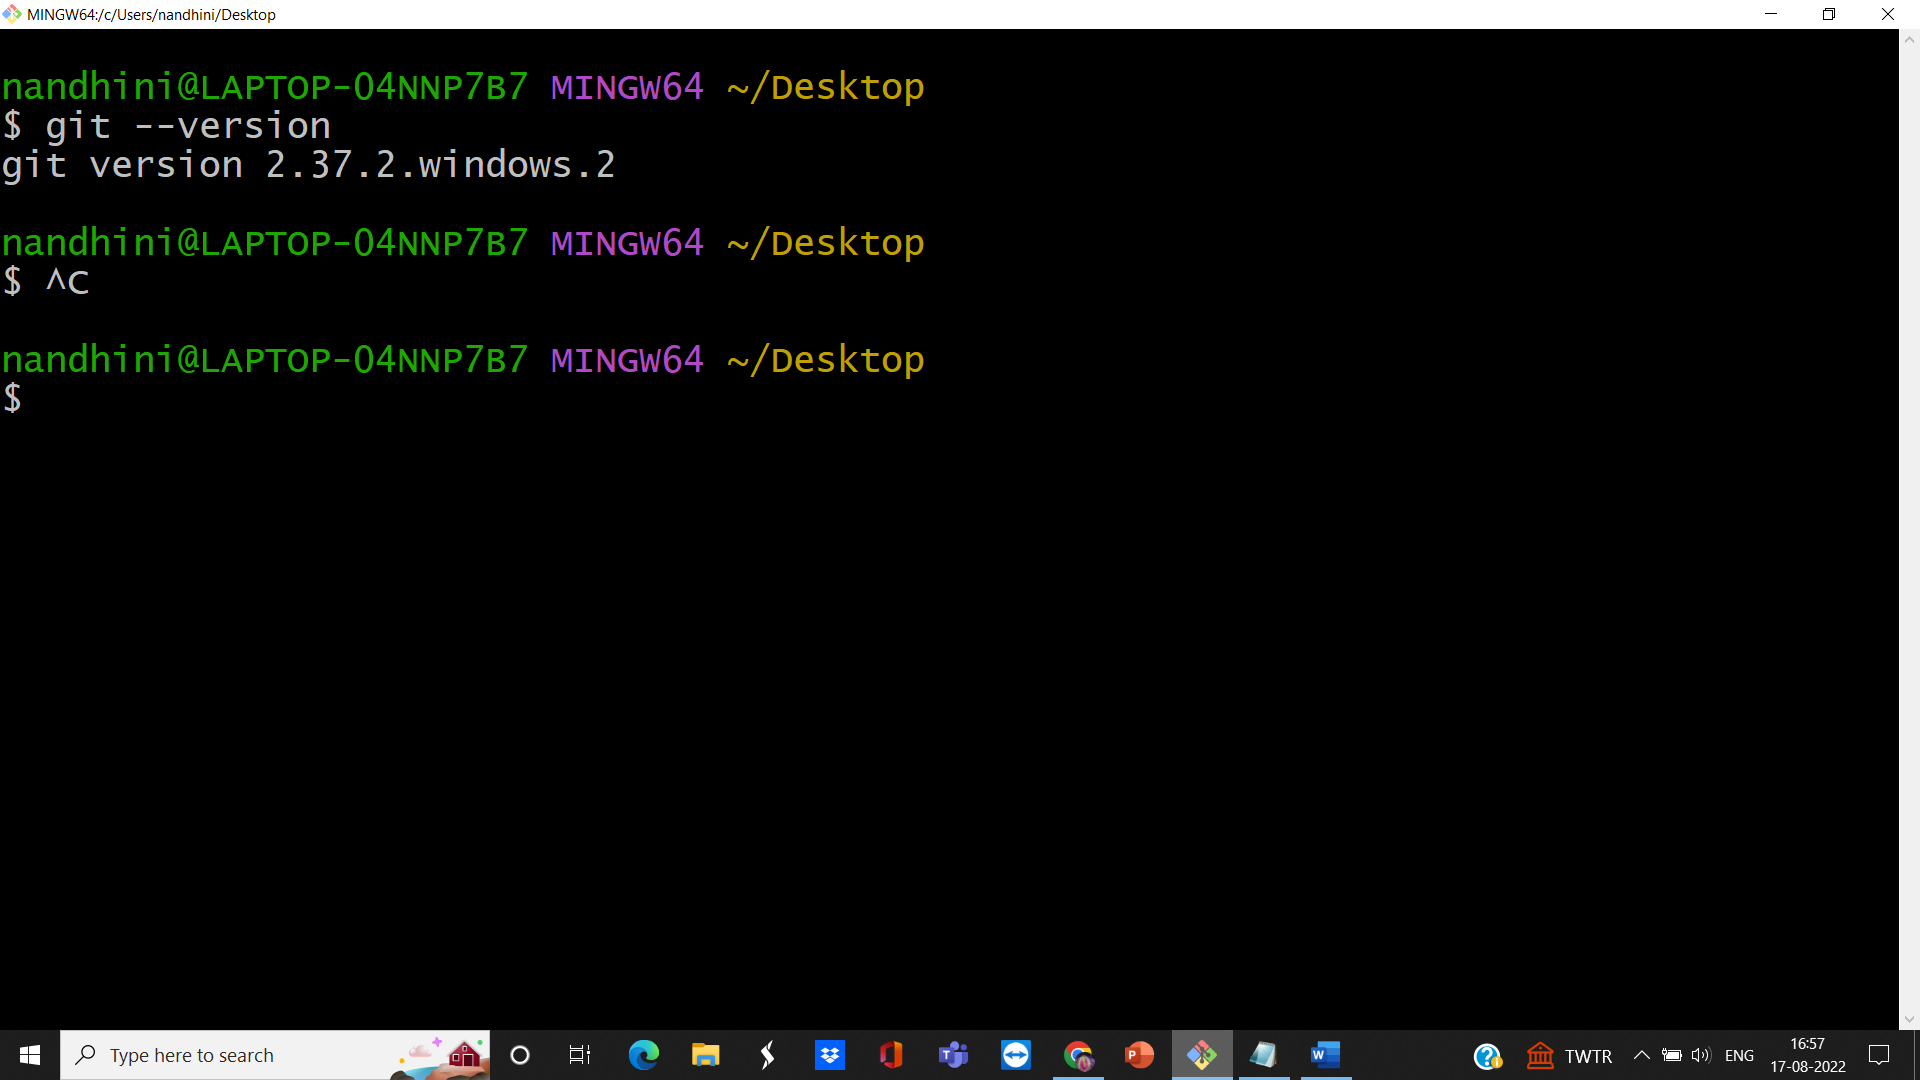 MINGW64:/c/Users/nandhini/Desktop
nandhini@LAPTOP-04NNP7B7 MINGW64 ~/Desktop
$ git --version
git version 2.37.2.windows.2
nandhini@LAPTOP-04NNP7B7 MINGW64 ~/Desktop
$ ^C
nandhini@LAPTOP-04NNP7B7 MINGW64 ~/Desktop
$
Type here to search
TWTR
ENG
16:57
17-08-2022